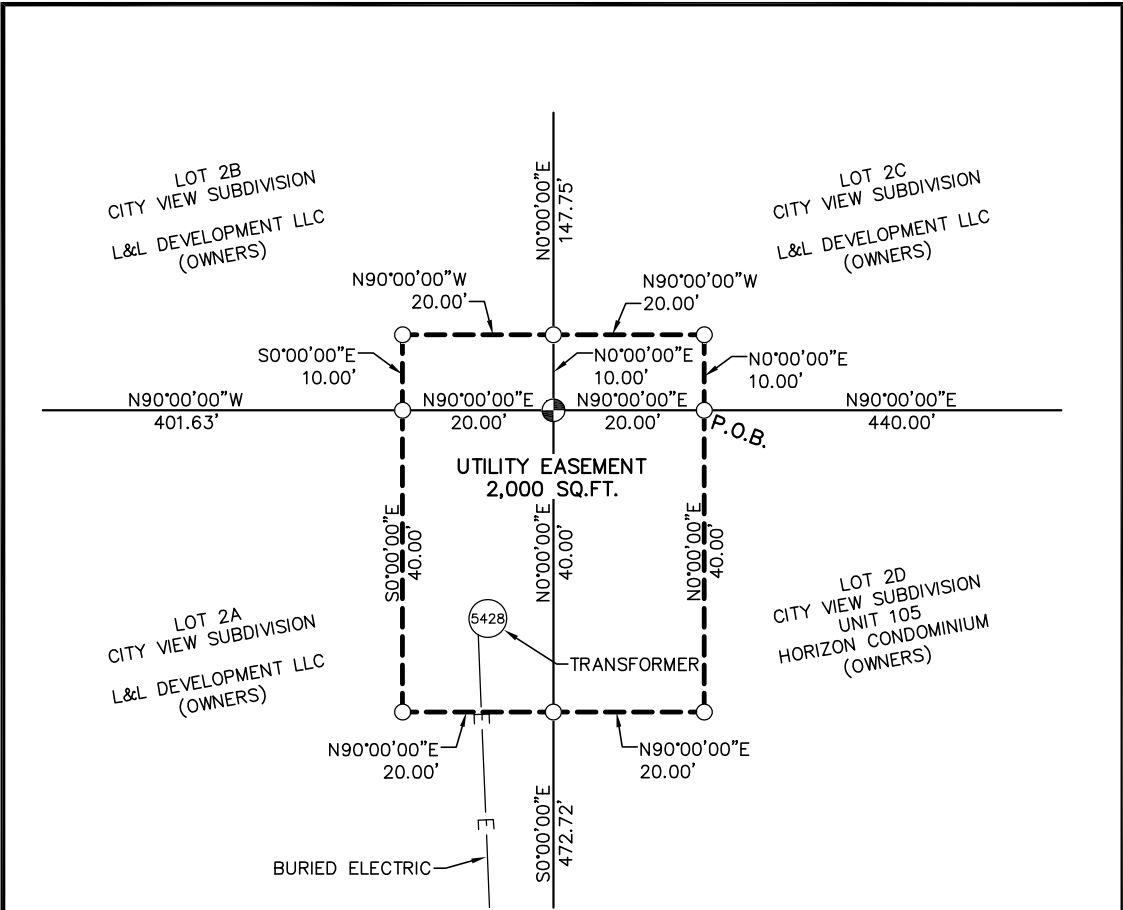 LOT 2B
CITY VIEW SUBDIVISION
L&L DEVELOPMENT LLC
(OWNERS)
N0°00'00"E
147.75'
LOT 2C
CITY VIEW SUBDIVISION
L&L DEVELOPMENT LLC
(OWNERS)
N90°00'00"W
20.00'
N90°00'00"W
20.00'
S0°00'00"E
10.00'
N0°00'00"E
10.00'
N0°00'00"E
10.00'
N90°00'00"W
401.63'
N90°00'00"E
20.00'
N90°00'00"E
20.00'
P.O.B.
N90°00'00"E
440.00'
UTILITY EASEMENT
2,000 SQ.FT.
S0°00'00"E
40.00'
N0°00'00"E
40.00'
N0°00'00"E
40.00'
LOT 2A
CITY VIEW SUBDIVISION
L&L DEVELOPMENT LLC
(OWNERS)
5428
TRANSFORMER
LOT 2D
CITY VIEW SUBDIVISION
UNIT 105
HORIZON CONDOMINIUM
(OWNERS)
E
N90°00'00"E
20.00'
N90°00'00"E
20.00'
S0°00'00"E
472.72'
E
BURIED ELECTRIC